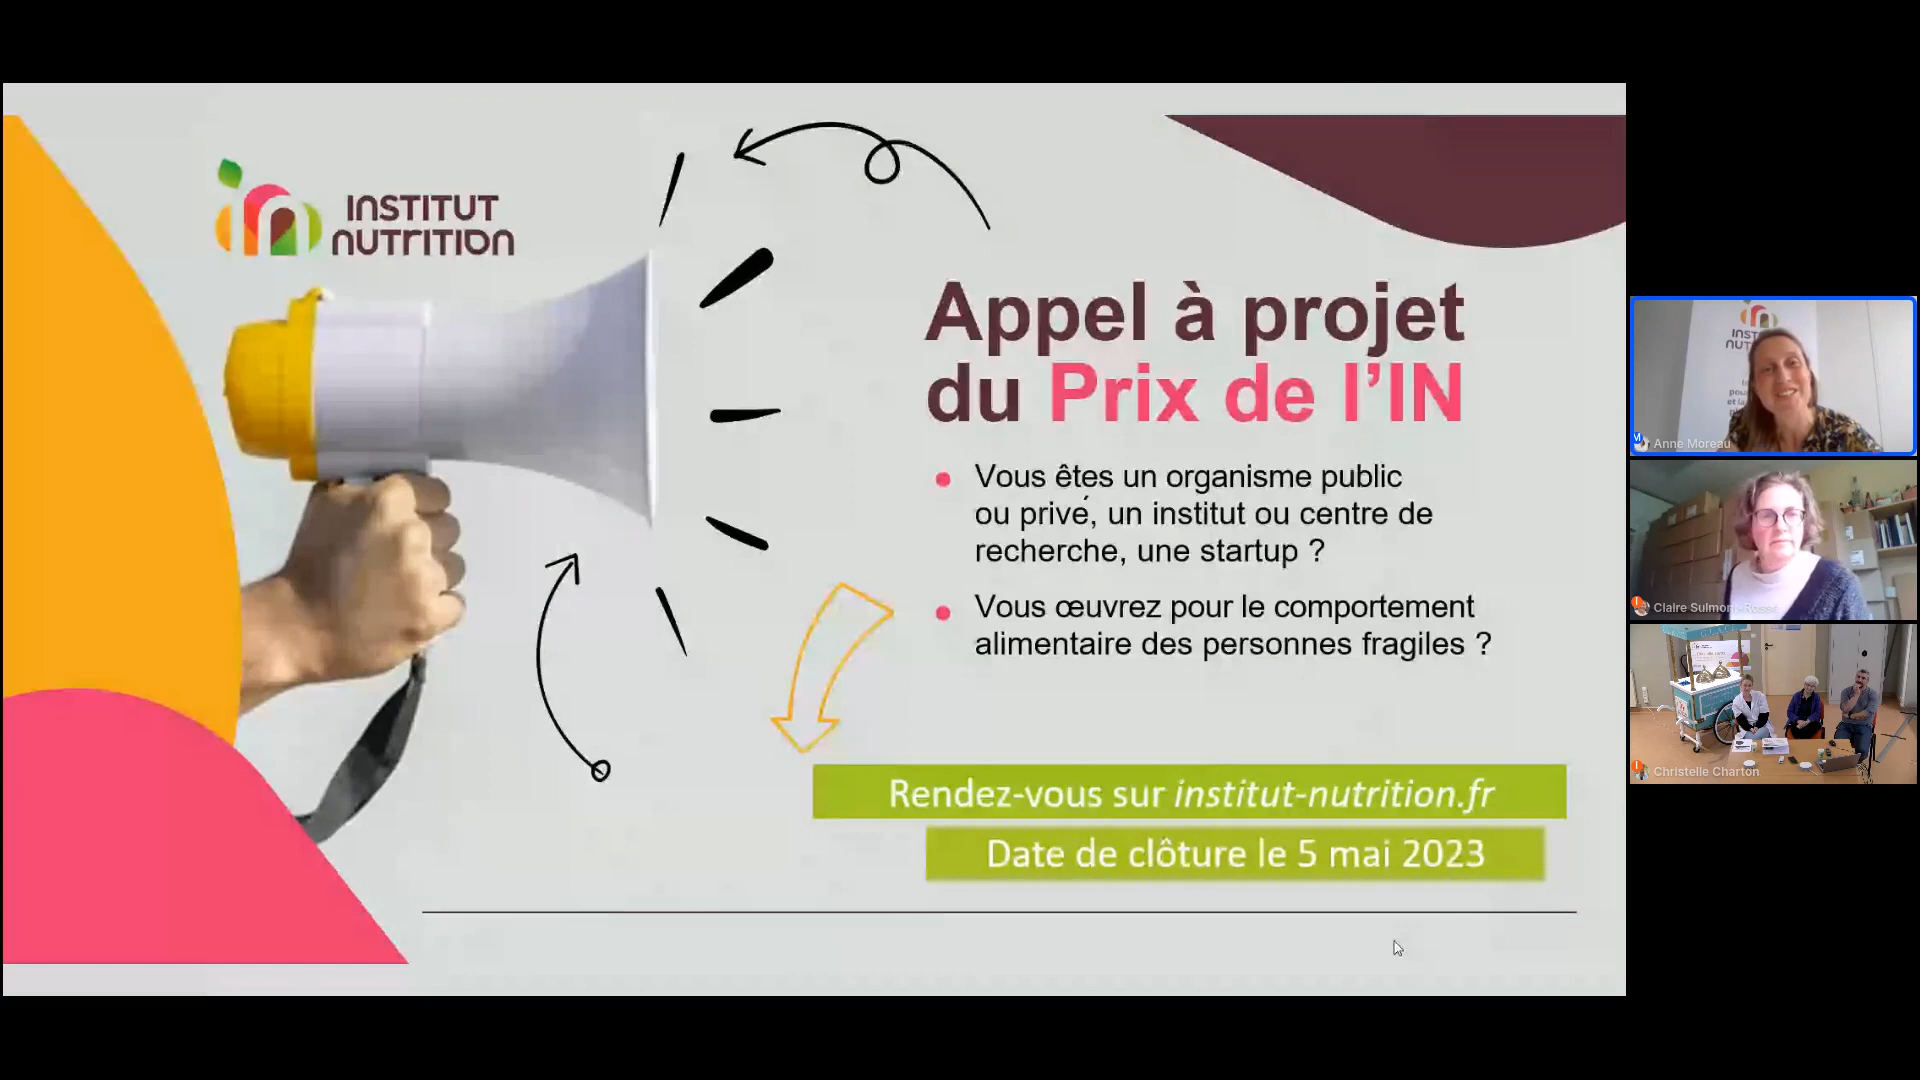 INSTITUT
NUTRITION
Appel à projet
du Prix de l'IN
Vous êtes un organisme public
ou privé, un institut ou centre de
recherche, une startup ?
Vous œuvrez pour le comportement
alimentaire des personnes fragiles ?
Rendez-vous sur institut-nutrition.fr
Date de clôture le 5 mai 2023
Anne Moreau
Claire Sulmont-Rossé
Christelle Charton